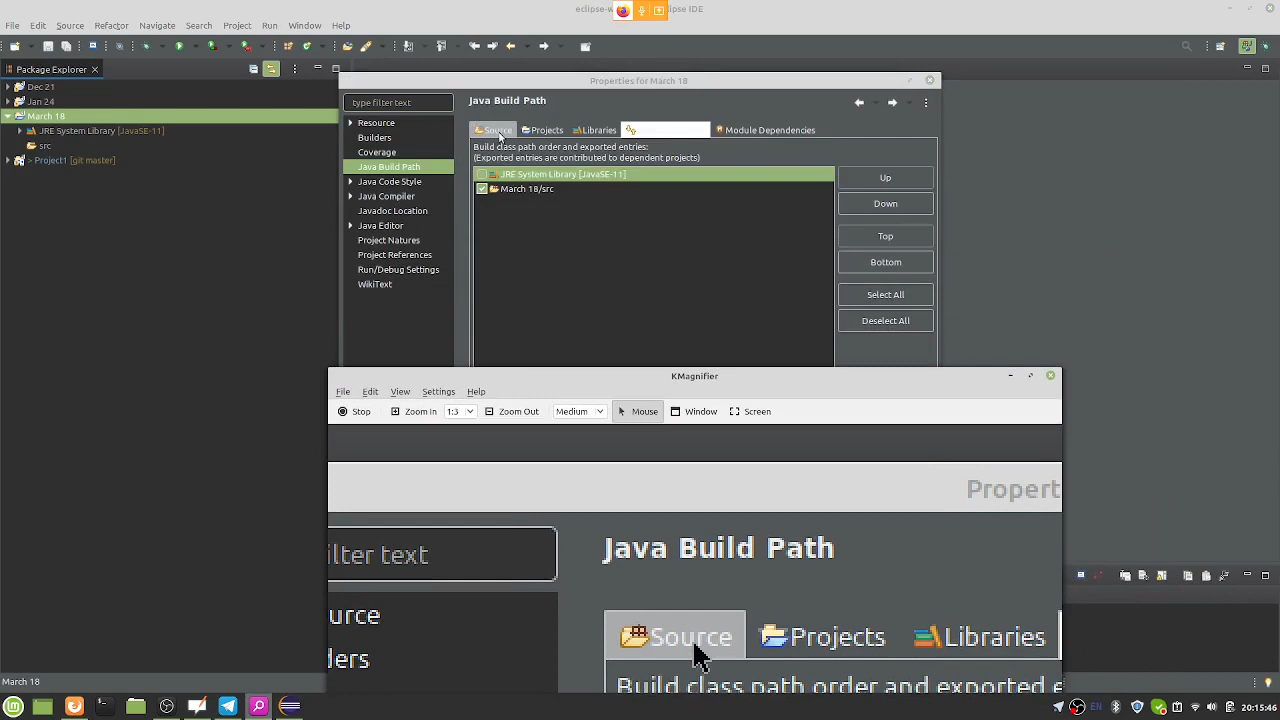 eclipse-w
ipse IDE
File Edit Source Refactor Navigate Search Project Run Window Help
Package Explorer
Dec 21
Jan 24
March 18
JRE System Library [JavaSE-11]
src
> Project1 [git master]
Properties for March 18
type filter text
Resource
Builders
Coverage
Java Build Path
Java Code Style
Java Compiler
Javadoc Location
Java Editor
Project Natures
Project References
Run/Debug Settings
WikiText
Java Build Path
Source Projects Libraries Module Dependencies
Build class path order and exported entries:
(Exported entries are contributed to dependent projects)
JRE System Library [JavaSE-11]
March 18/src
Up
Down
Top
Bottom
Select All
Deselect All
KMagnifier
File Edit View Settings Help
Stop Zoom In 1:3 Zoom Out Medium Mouse Window Screen
Propert
ilter text
Java Build Path
ource
ders
Source Projects Libraries
Build class path order and exported e
March 18
EN 20:15:46